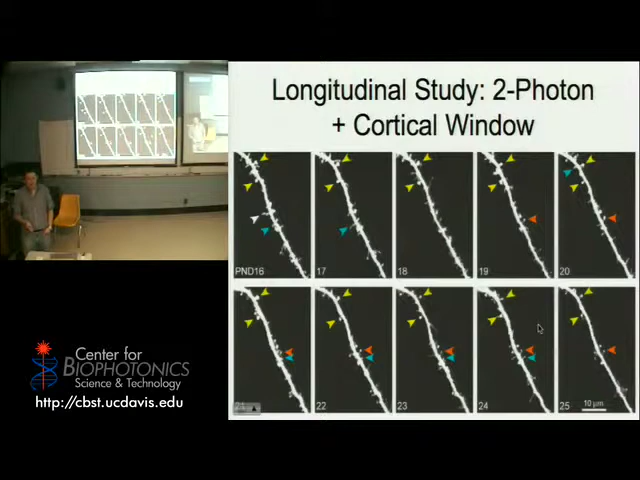 Longitudinal Study: 2-Photon
+ Cortical Window
PND16
17
18
19
20
22
23
24
25
10 µm
Center for
BIOPHOTONICS
Science & Technology
http://cbst.ucdavis.edu